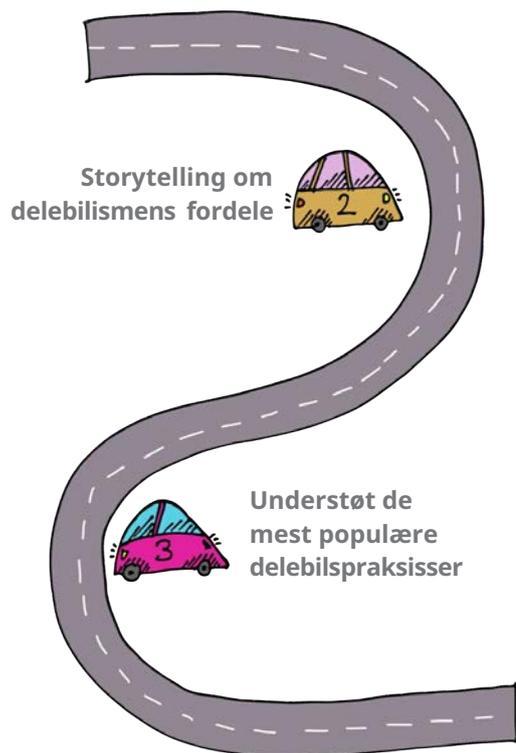 Storytelling om
delebilismens fordele
2
Understøt de
mest populære
delebilspraksisser
3